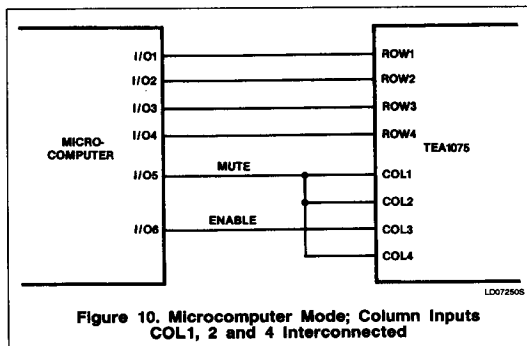 I/O1 ROW1
I/O2 ROW2
I/O3 ROW3
I/O4 ROW4
MICRO-
COMPUTER
TEA1075
I/O5 MUTE COL1
COL2
I/O6 ENABLE COL3
COL4
LD07250S
Figure 10. Microcomputer Mode; Column Inputs
COL1, 2 and 4 Interconnected